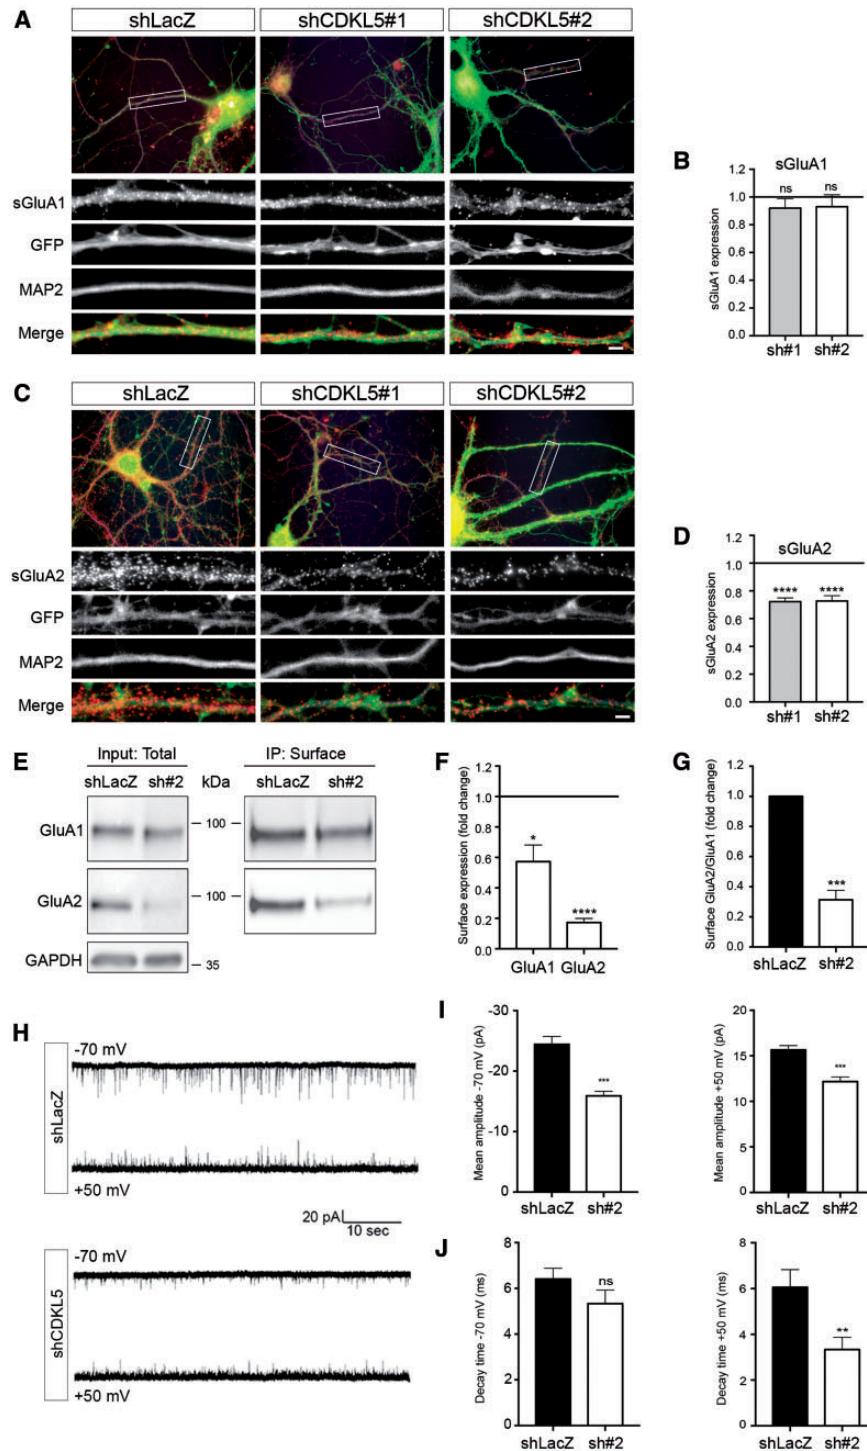 A
shLacZ shCDKL5#1 shCDKL5#2
sGluA1
GFP
MAP2
Merge
B
sGluA1
sGluA1 expression
1.2
1.0
0.8
0.6
0.4
0.2
0.0
ns ns
sh#1 sh#2
C
shLacZ shCDKL5#1 shCDKL5#2
sGluA2
GFP
MAP2
Merge
D
sGluA2
sGluA2 expression
1.2
1.0
0.8
0.6
0.4
0.2
0.0
**** ****
sh#1 sh#2
E
Input: Total IP: Surface
shLacZ sh#2 kDa shLacZ sh#2
GluA1 100
GluA2 100
GAPDH 35
F
Surface expression (fold change)
1.2
1.0
0.8
0.6
0.4
0.2
0.0
* ****
GluA1 GluA2
G
Surface GluA2/GluA1 (fold change)
1.2
1.0
0.8
0.6
0.4
0.2
0.0
***
shLacZ sh#2
H
shLacZ
-70 mV
+50 mV
20 pA
10 sec
shCDKL5
-70 mV
+50 mV
I
Mean amplitude -70 mV (pA)
-30
-20
-10
0
***
shLacZ sh#2
Mean amplitude +50 mV (pA)
20
15
10
5
0
***
shLacZ sh#2
J
Decay time -70 mV (ms)
8
6
4
2
0
ns
shLacZ sh#2
Decay time +50 mV (ms)
8
6
4
2
0
**
shLacZ sh#2